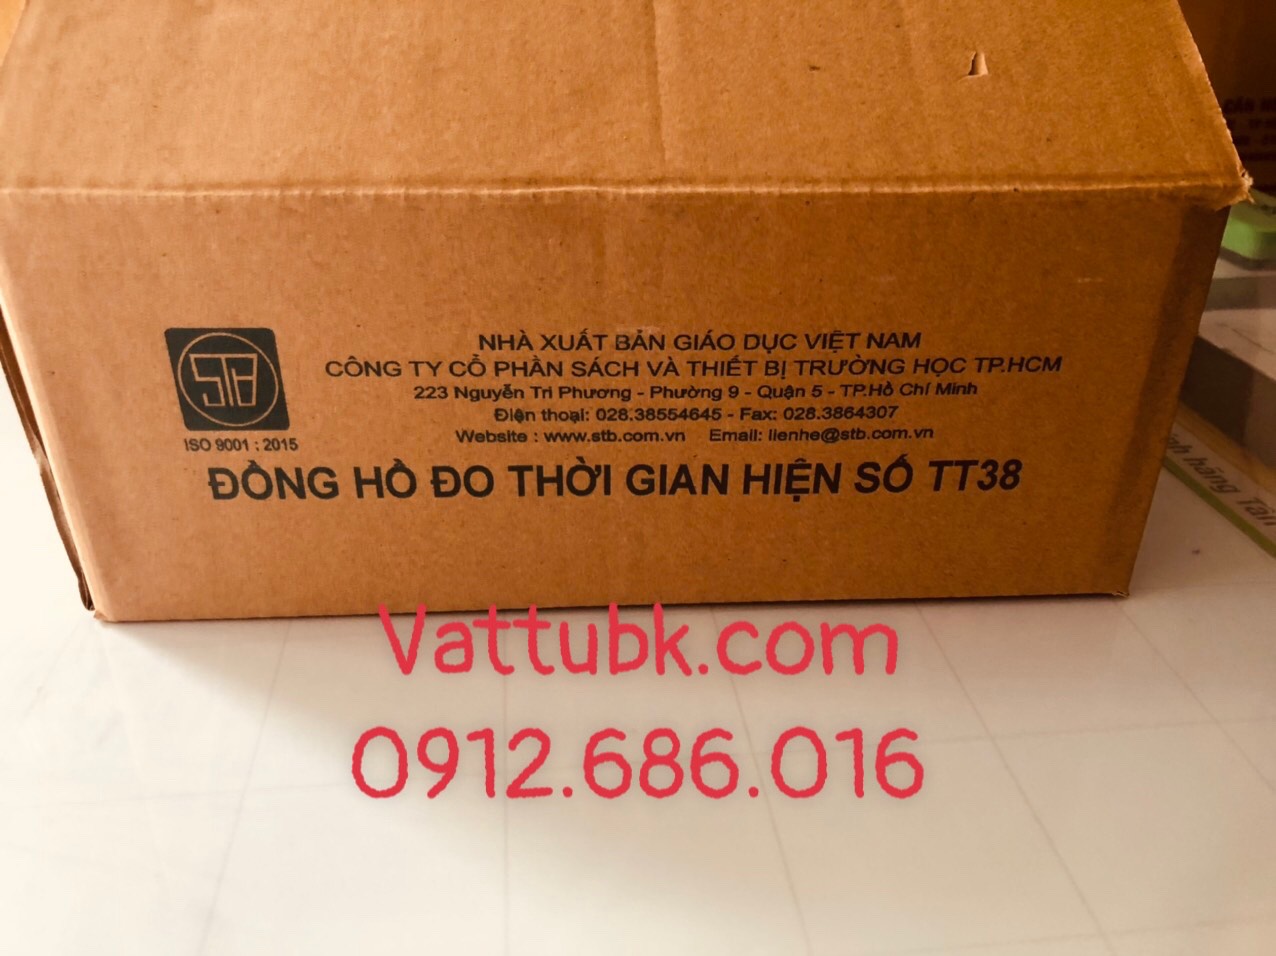 NHÀ XUẤT BẢN GIÁO DỤC VIỆT NAM
CÔNG TY CỔ PHẦN SÁCH VÀ THIẾT BỊ TRƯỜNG HỌC TP.HCM
223 Nguyễn Tri Phương - Phường 9 - Quận 5 - TP.Hồ Chí Minh
Điện thoại: 028.38554645 - Fax: 028.3864307
Website : www.stb.com.vn Email: lienhe@stb.com.vn
STB
ISO 9001 : 2015
ĐỒNG HỒ ĐO THỜI GIAN HIỆN SỐ TT38
Vattubk.com
0912.686.016